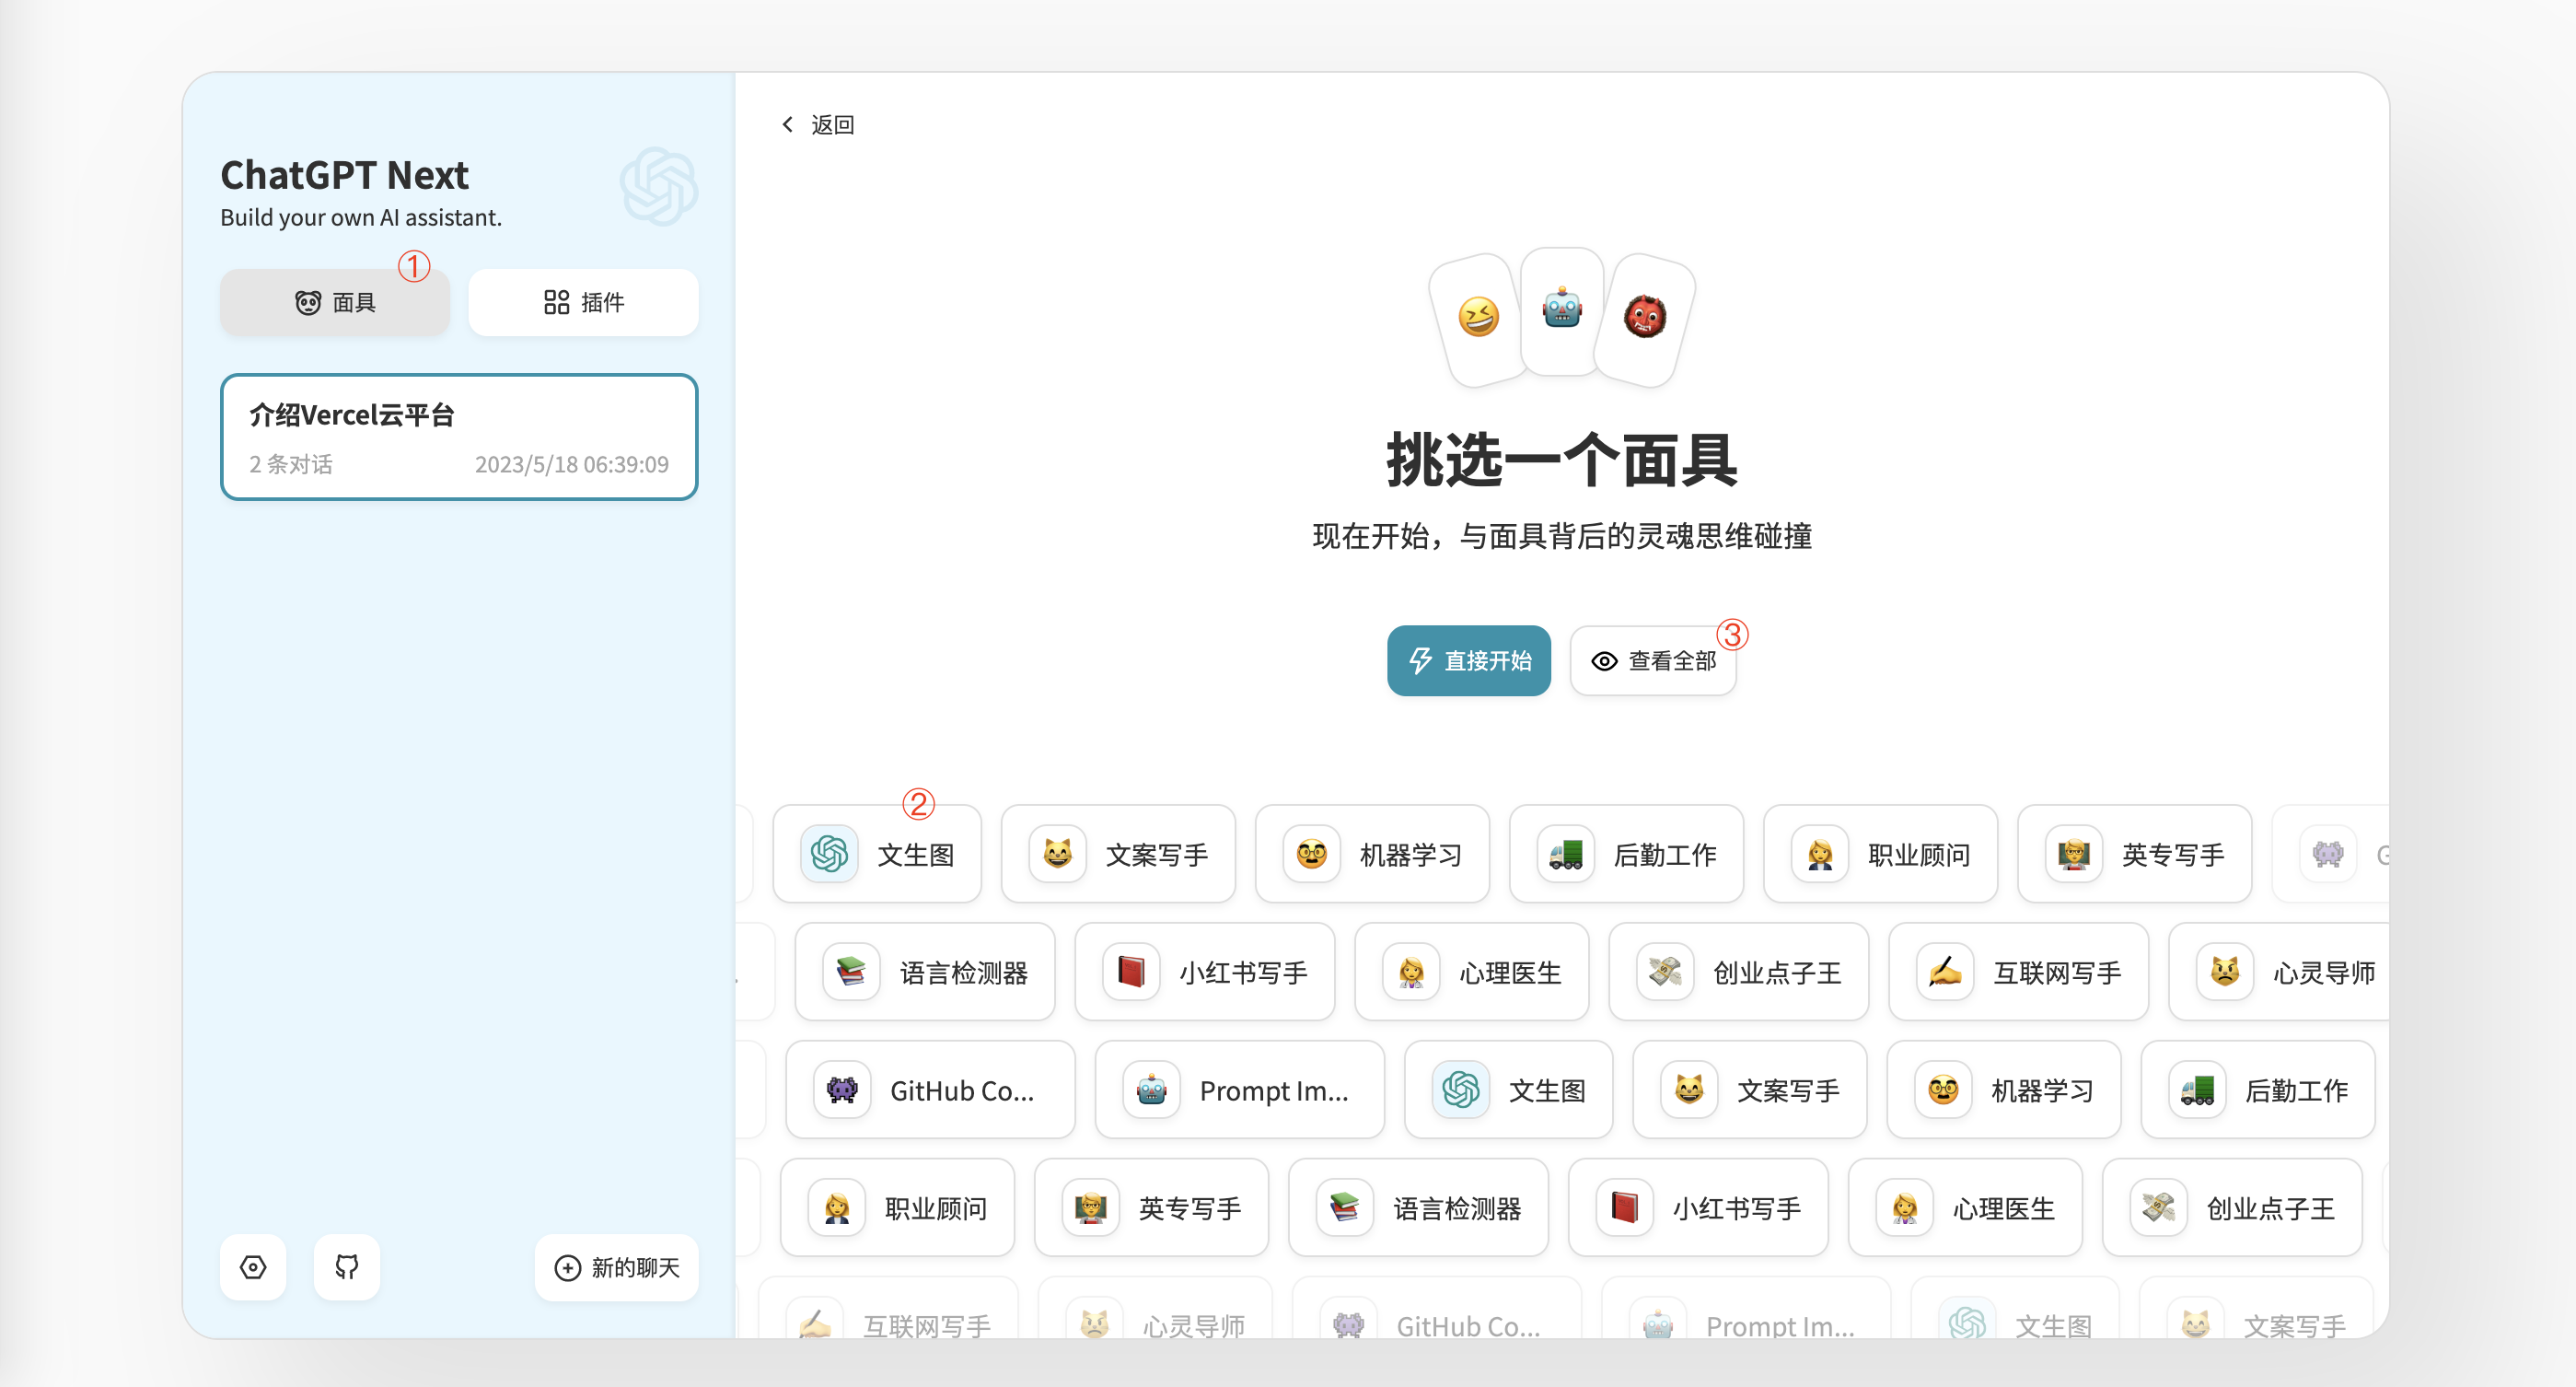 返回
ChatGPT Next
Build your own AI assistant.
①
面具
插件
介绍Vercel云平台
2 条对话 2023/5/18 06:39:09
挑选一个面具
现在开始，与面具背后的灵魂思维碰撞
直接开始
查看全部
③
②
文生图 文案写手 机器学习 后勤工作 职业顾问 英专写手
语言检测器 小红书写手 心理医生 创业点子王 互联网写手 心灵导师
GitHub Co... Prompt Im... 文生图 文案写手 机器学习 后勤工作
职业顾问 英专写手 语言检测器 小红书写手 心理医生 创业点子王
互联网写手 心灵导师 GitHub Co... Prompt Im... 文生图 文案写手
新的聊天